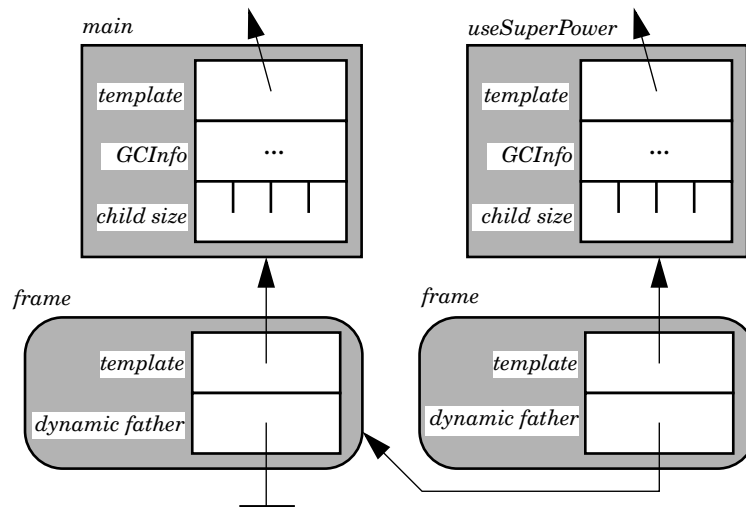 main useSuperPower
template template
GCInfo ... GCInfo ...
child size child size
frame frame
template template
dynamic father dynamic father